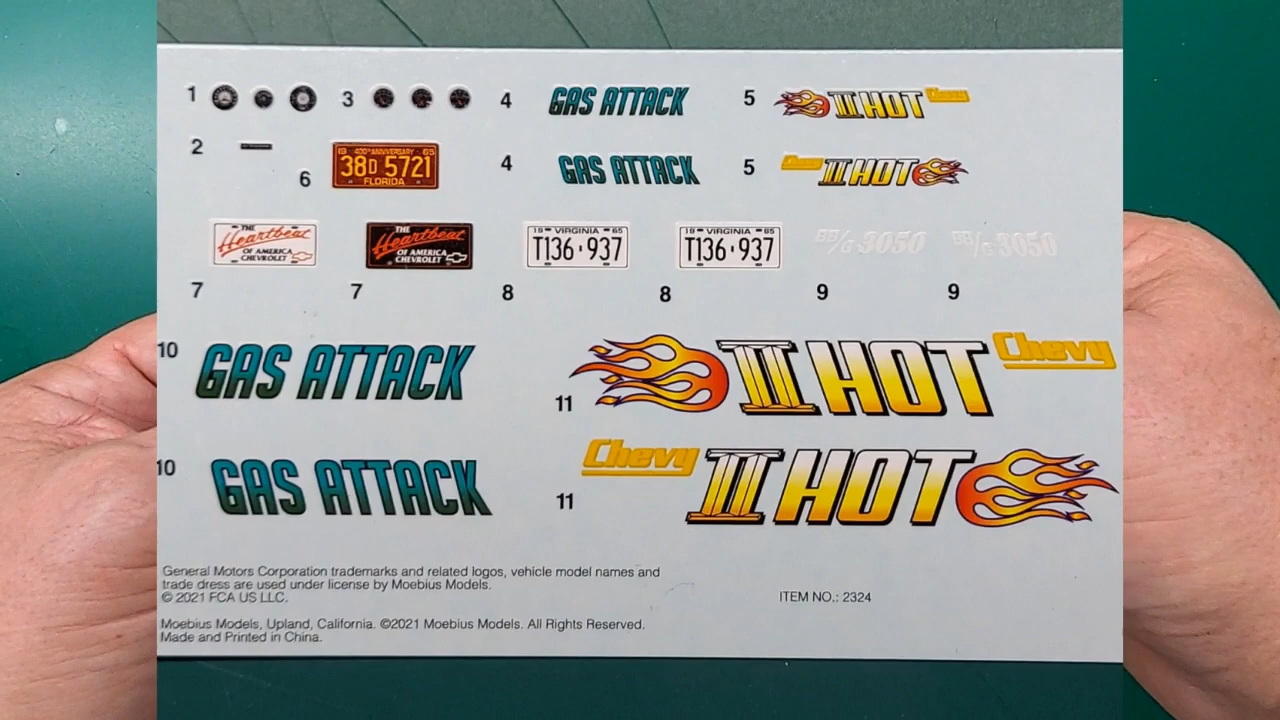 1
3
4
GAS ATTACK
5
II HOT Chevy
2
6
19 400TH ANNIVERSARY 65
38D 5721
FLORIDA
4
GAS ATTACK
5
Chevy II HOT
THE
Heartbeat
OF AMERICA
CHEVROLET
THE
Heartbeat
OF AMERICA
CHEVROLET
19 VIRGINIA 65
T136·937
19 VIRGINIA 65
T136·937
BB/G 3050
BB/G 3050
7
7
8
8
9
9
10
GAS ATTACK
11
II HOT Chevy
10
GAS ATTACK
11
Chevy II HOT
General Motors Corporation trademarks and related logos, vehicle model names and
trade dress are used under license by Moebius Models.
© 2021 FCA US LLC.
ITEM NO.: 2324
Moebius Models, Upland, California. ©2021 Moebius Models. All Rights Reserved.
Made and Printed in China.